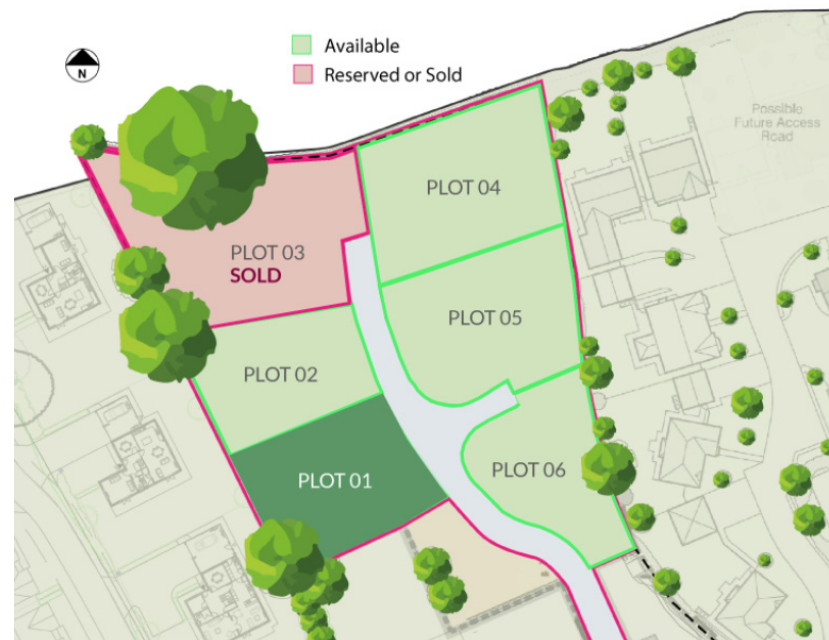 N
Available
Reserved or Sold
Possible
Future Access
Road
PLOT 04
PLOT 03
SOLD
PLOT 05
PLOT 02
PLOT 06
PLOT 01